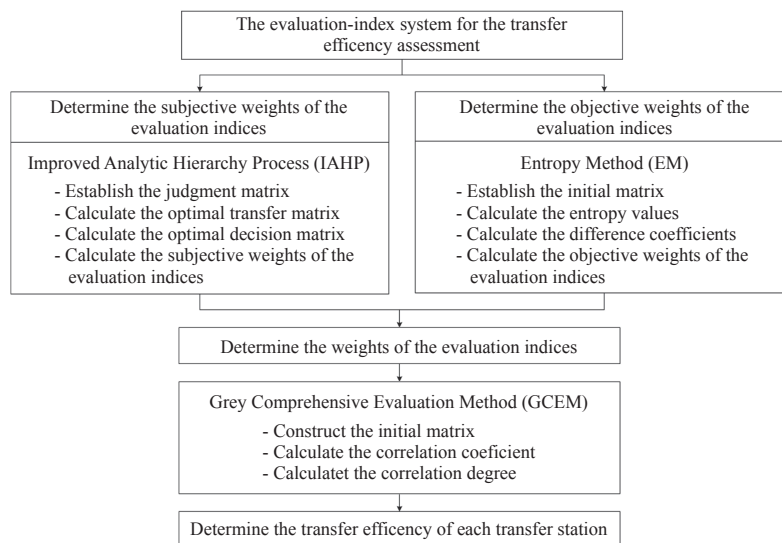 The evaluation-index system for the transfer
efficency assessment
Determine the subjective weights of the
evaluation indices
Improved Analytic Hierarchy Process (IAHP)
- Establish the judgment matrix
- Calculate the optimal transfer matrix
- Calculate the optimal decision matrix
- Calculate the subjective weights of the
evaluation indices
Determine the objective weights of the
evaluation indices
Entropy Method (EM)
- Establish the initial matrix
- Calculate the entropy values
- Calculate the difference coefficients
- Calculate the objective weights of the
evaluation indices
Determine the weights of the evaluation indices
Grey Comprehensive Evaluation Method (GCEM)
- Construct the initial matrix
- Calculate the correlation coeficient
- Calculatet the correlation degree
Determine the transfer efficency of each transfer station